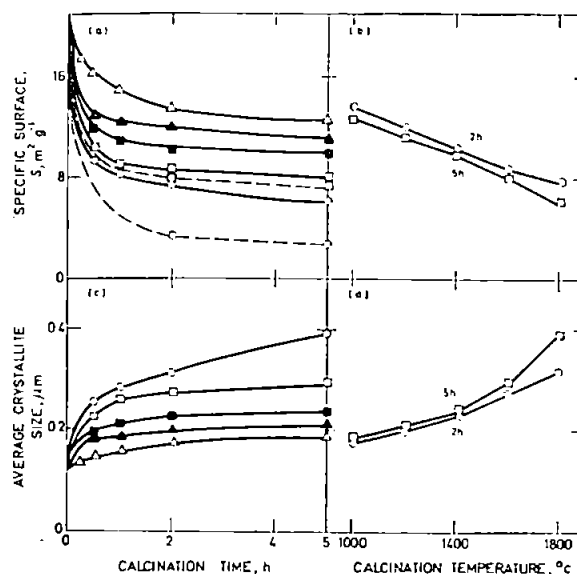 (a)
(b)
SPECIFIC SURFACE,
S, m² g⁻¹
16
8
0
2h
5h
(c)
(d)
AVERAGE CRYSTALLITE
SIZE, μm
0.4
0.2
0
5h
2h
0 2 4 5 1000 1400 1800
CALCINATION TIME, h
CALCINATION TEMPERATURE, °C